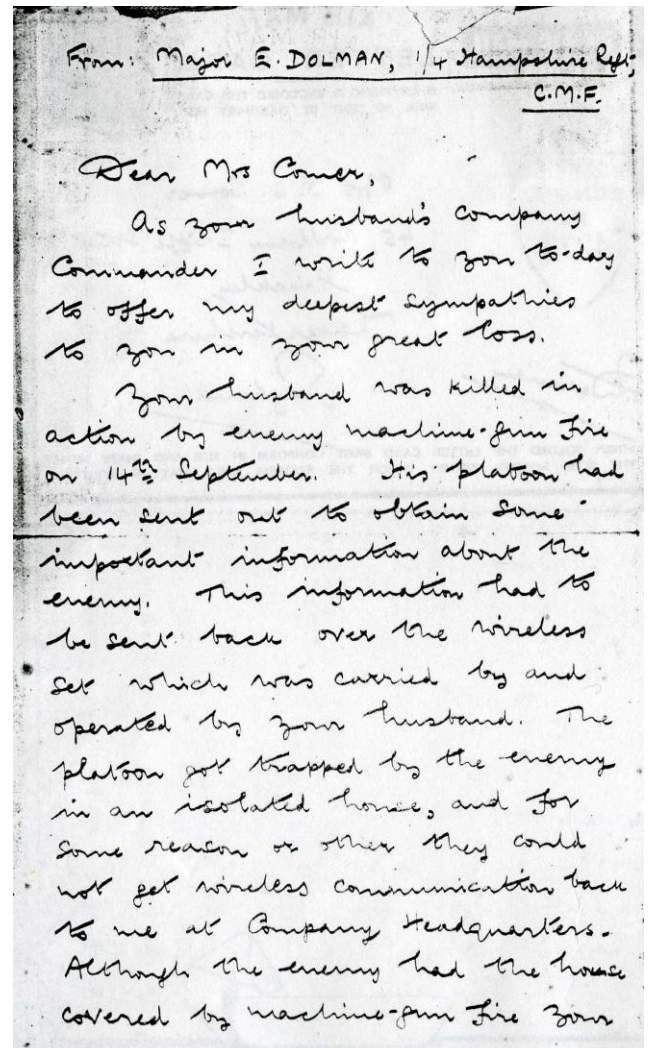 From: Major E. DOLMAN, 1/4 Hampshire Regt,
C.M.F.
Dear Mrs Comer,
As your husband's company
Commander I write to you to-day
to offer my deepest sympathies
to you in your great loss.
Your husband was killed in
action by enemy machine-gun fire
on 14th September. His platoon had
been sent out to obtain some
important information about the
enemy. This information had to
be sent back over the wireless
set which was carried by and
operated by your husband. The
platoon got trapped by the enemy
in an isolated house, and for
some reason or other they could
not get wireless communication back
to me at Company Headquarters.
Although the enemy had the house
covered by machine-gun fire your